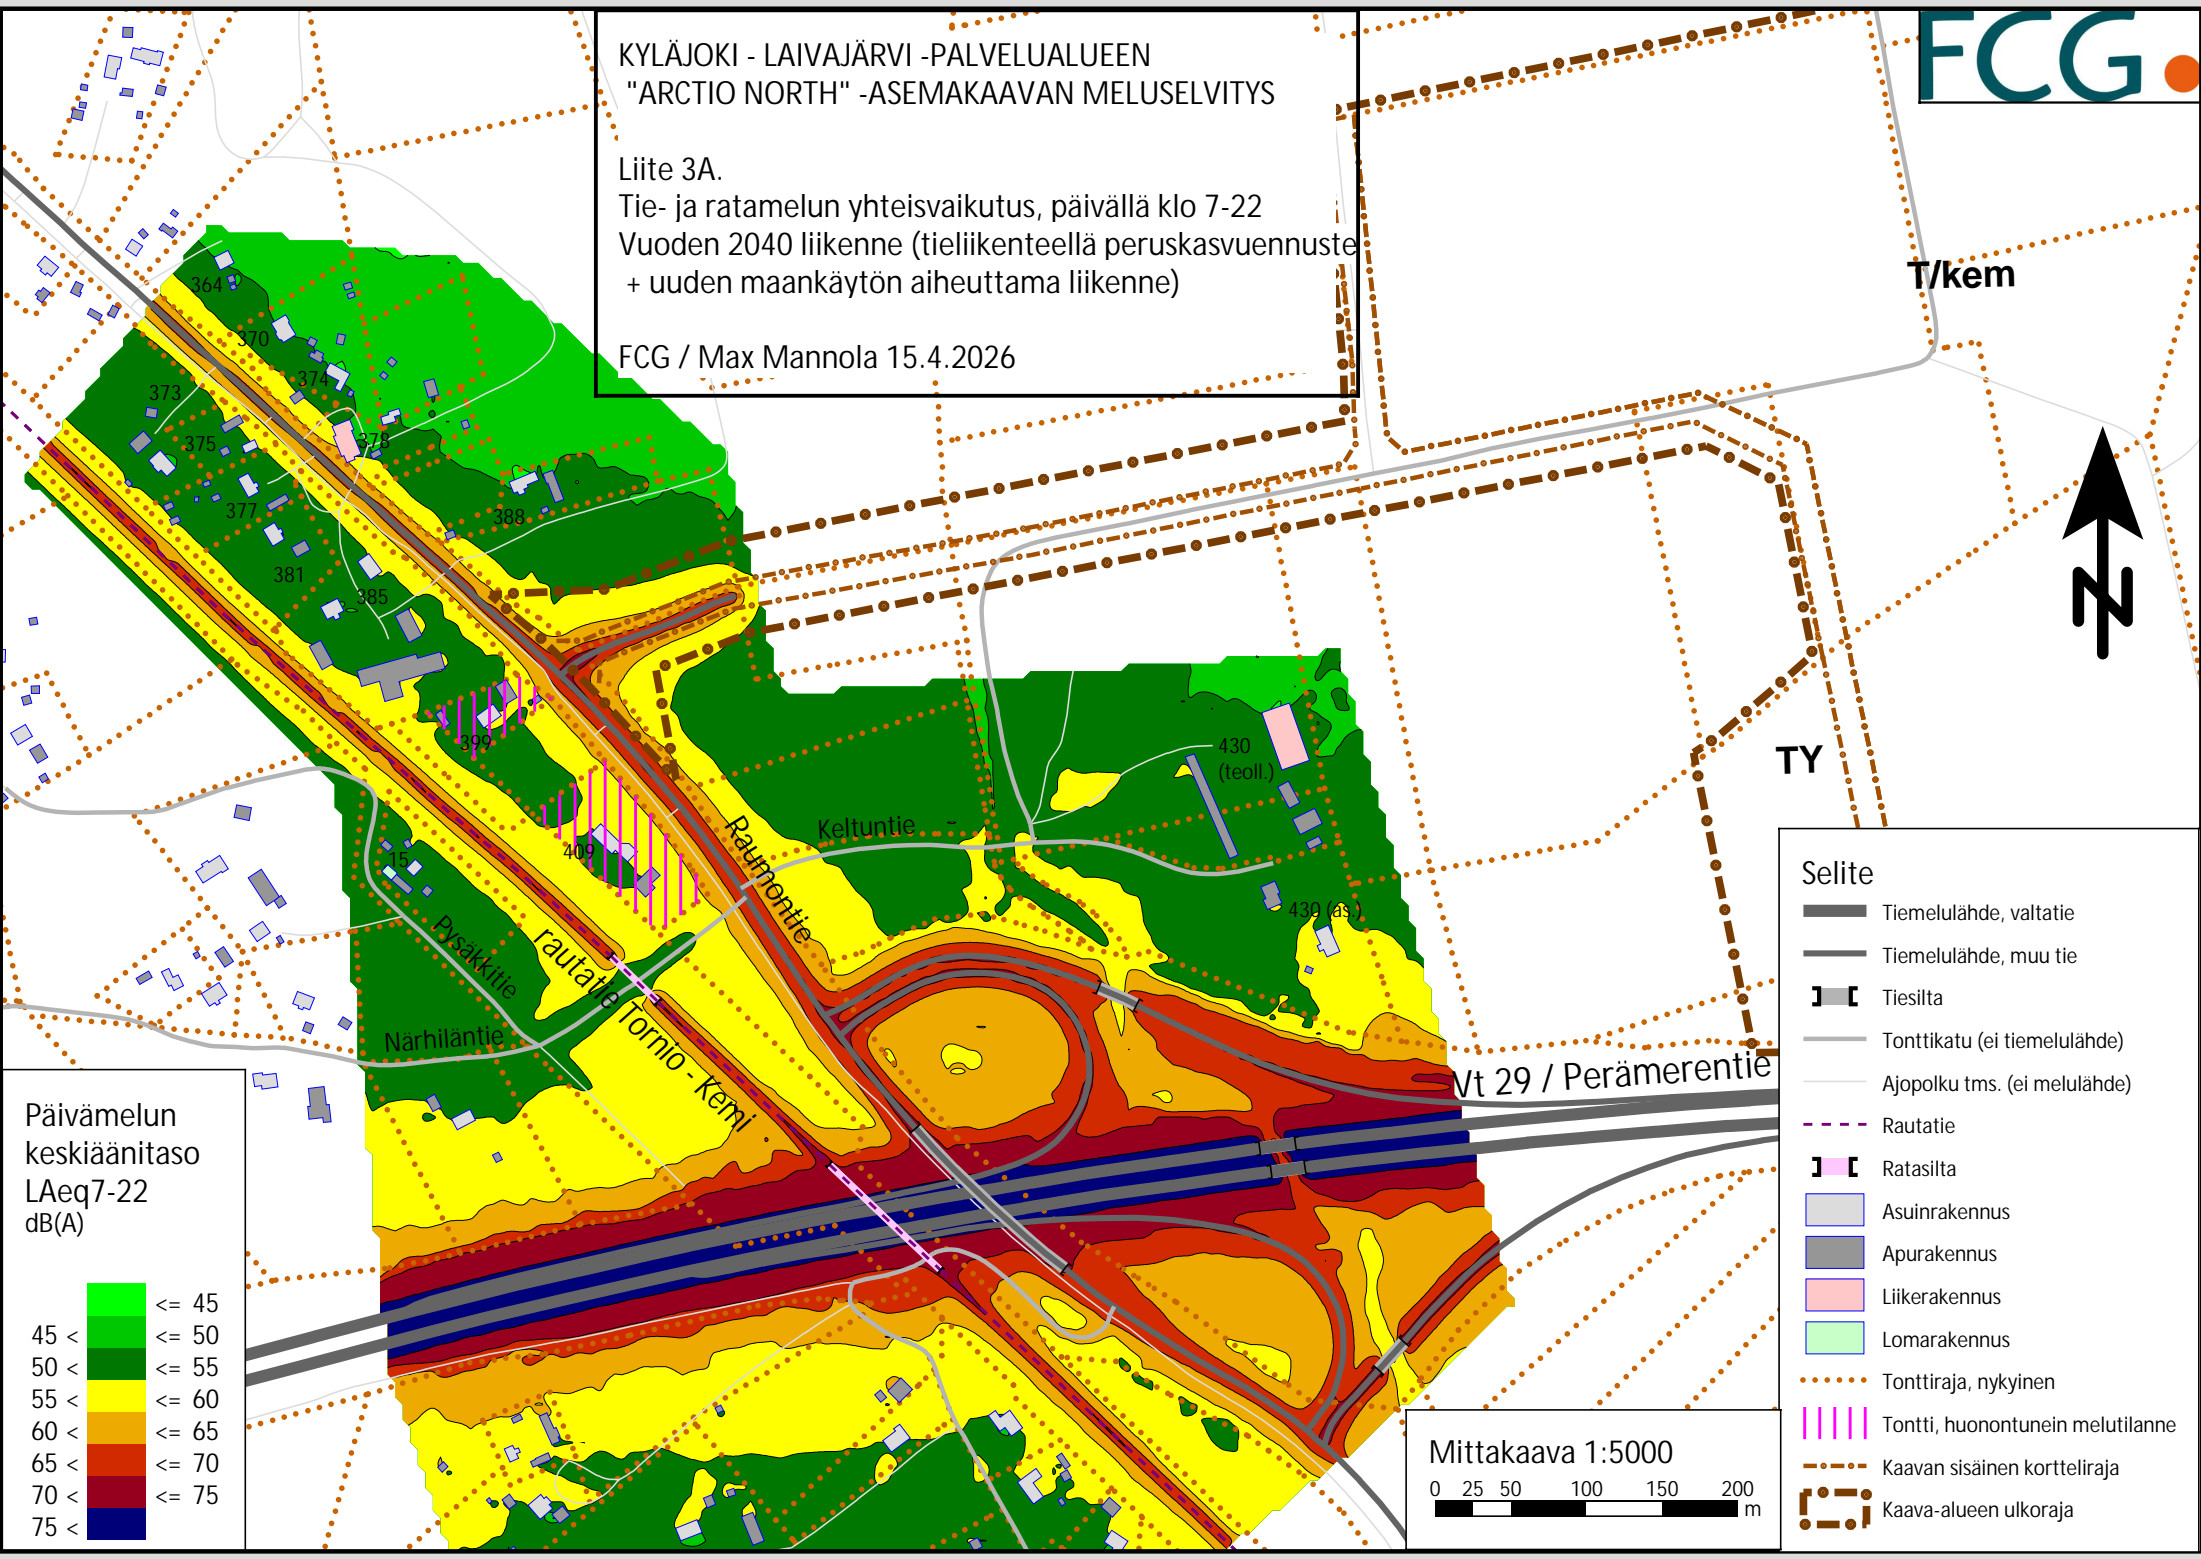 KYLÄJOKI - LAIVAJÄRVI -PALVELUALUEEN
"ARCTIO NORTH" -ASEMAKAAVAN MELUSELVITYS
Liite 3A.
Tie- ja ratamelun yhteisvaikutus, päivällä klo 7-22
Vuoden 2040 liikenne (tieliikenteellä peruskasvuennuste
+ uuden maankäytön aiheuttama liikenne)
FCG / Max Mannola 15.4.2026
FCG
T/kem
TY
N
364
370
374
373
378
375
377
388
381
385
399
409
15
430
(teoll.)
430 (as.)
Keltuntie
Raumontie
Pysäkkitie
rautatie Tornio - Kemi
Närhiläntie
Vt 29 / Perämerentie
Päivämelun
keskiäänitaso
LAeq7-22
dB(A)
<= 45
45 < <= 50
50 < <= 55
55 < <= 60
60 < <= 65
65 < <= 70
70 < <= 75
75 <
Mittakaava 1:5000
0 25 50 100 150 200
m
Selite
Tiemelulähde, valtatie
Tiemelulähde, muu tie
Tiesilta
Tonttikatu (ei tiemelulähde)
Ajopolku tms. (ei melulähde)
Rautatie
Ratasilta
Asuinrakennus
Apurakennus
Liikerakennus
Lomarakennus
Tonttiraja, nykyinen
Tontti, huonontunein melutilanne
Kaavan sisäinen kortteliraja
Kaava-alueen ulkoraja